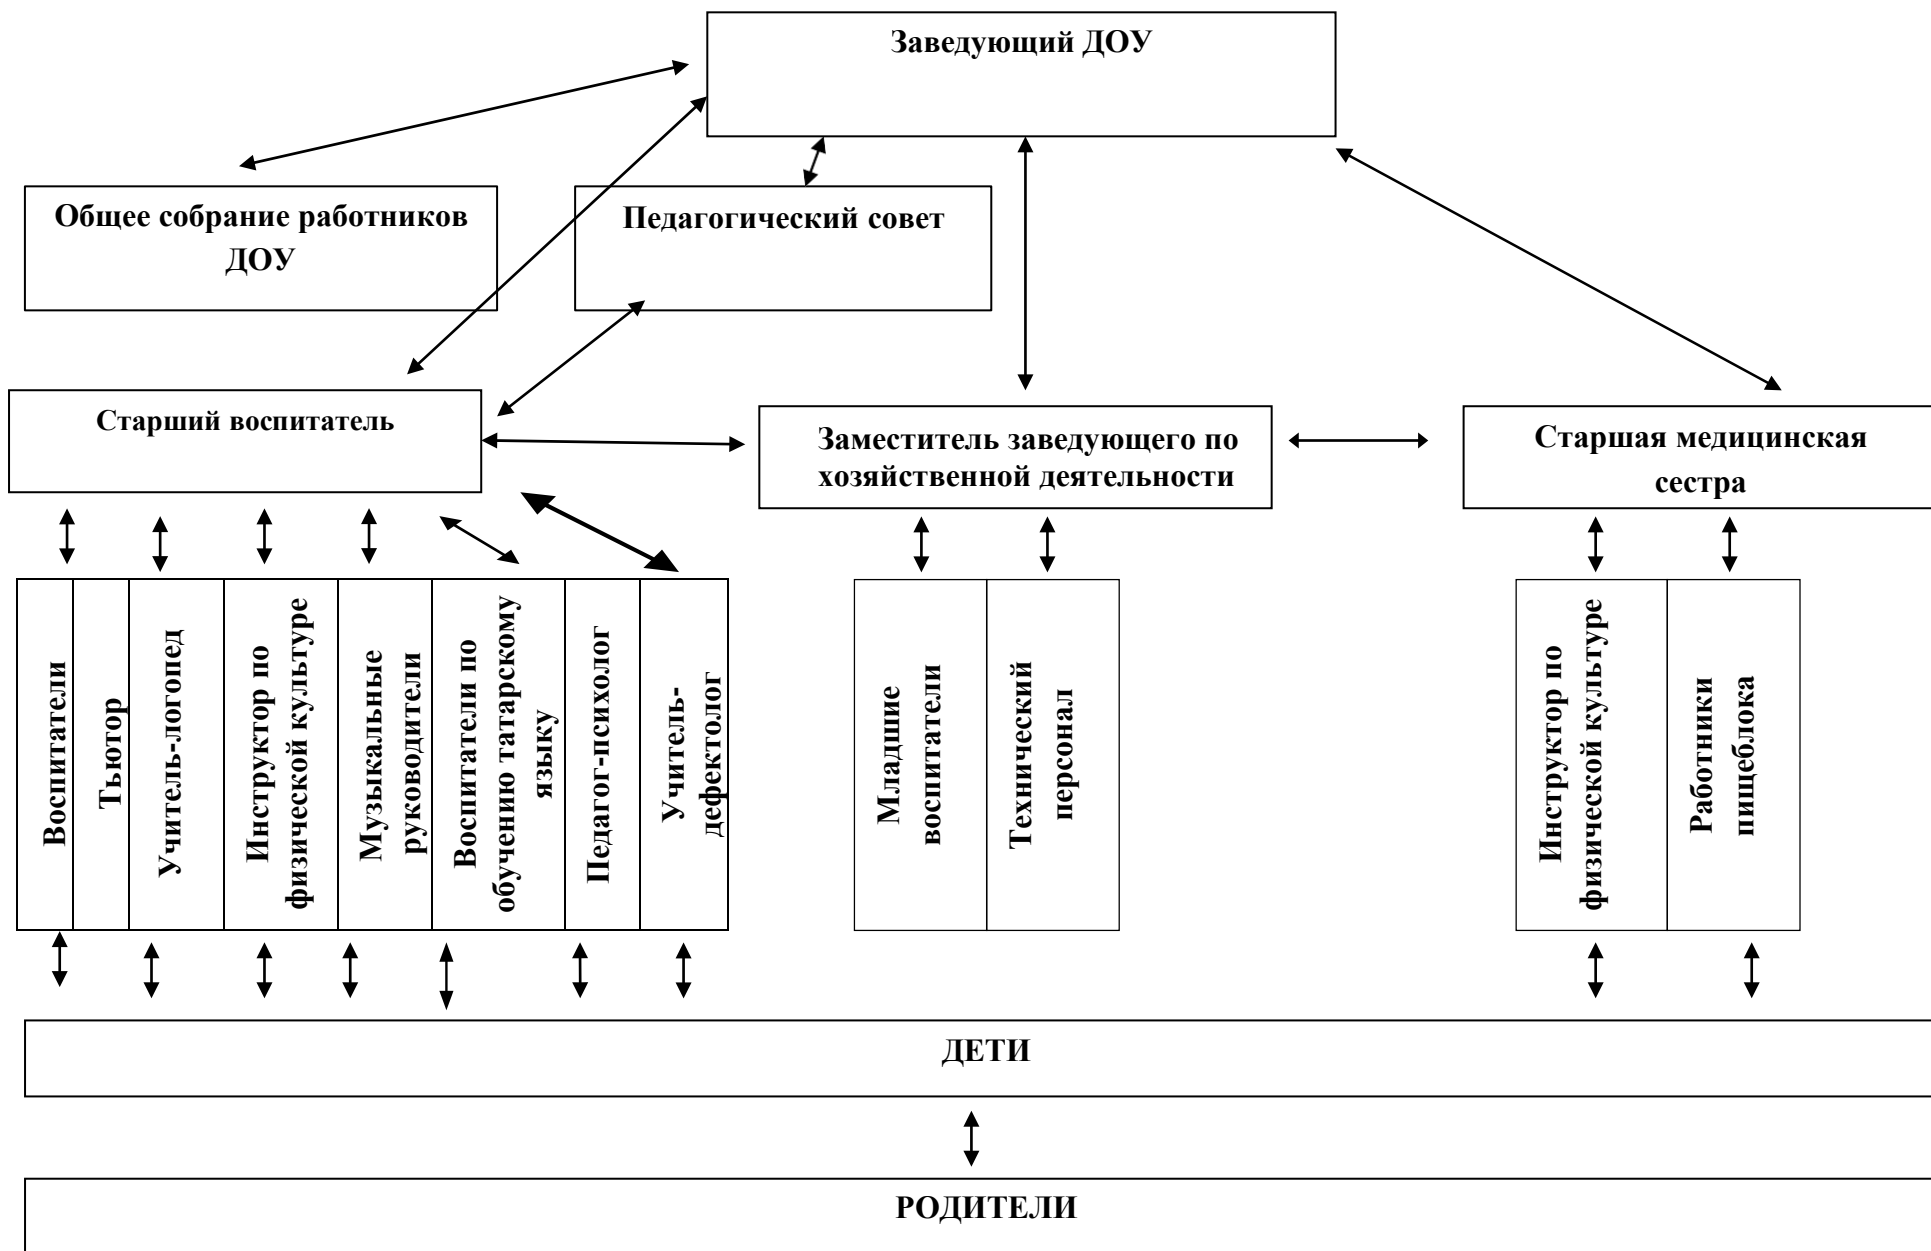 Заведующий ДОУ
Общее собрание работников
ДОУ
Педагогический совет
Старший воспитатель
Заместитель заведующего по
хозяйственной деятельности
Старшая медицинская
сестра
Воспитатели
Тьютор
Учитель-логопед
Инструктор по
физической культуре
Музыкальные
руководители
Воспитатели по
обучению татарскому
языку
Педагог-психолог
Учитель-
дефектолог
Младшие
воспитатели
Технический
персонал
Инструктор по
физической культуре
Работники
пищеблока
ДЕТИ
РОДИТЕЛИ